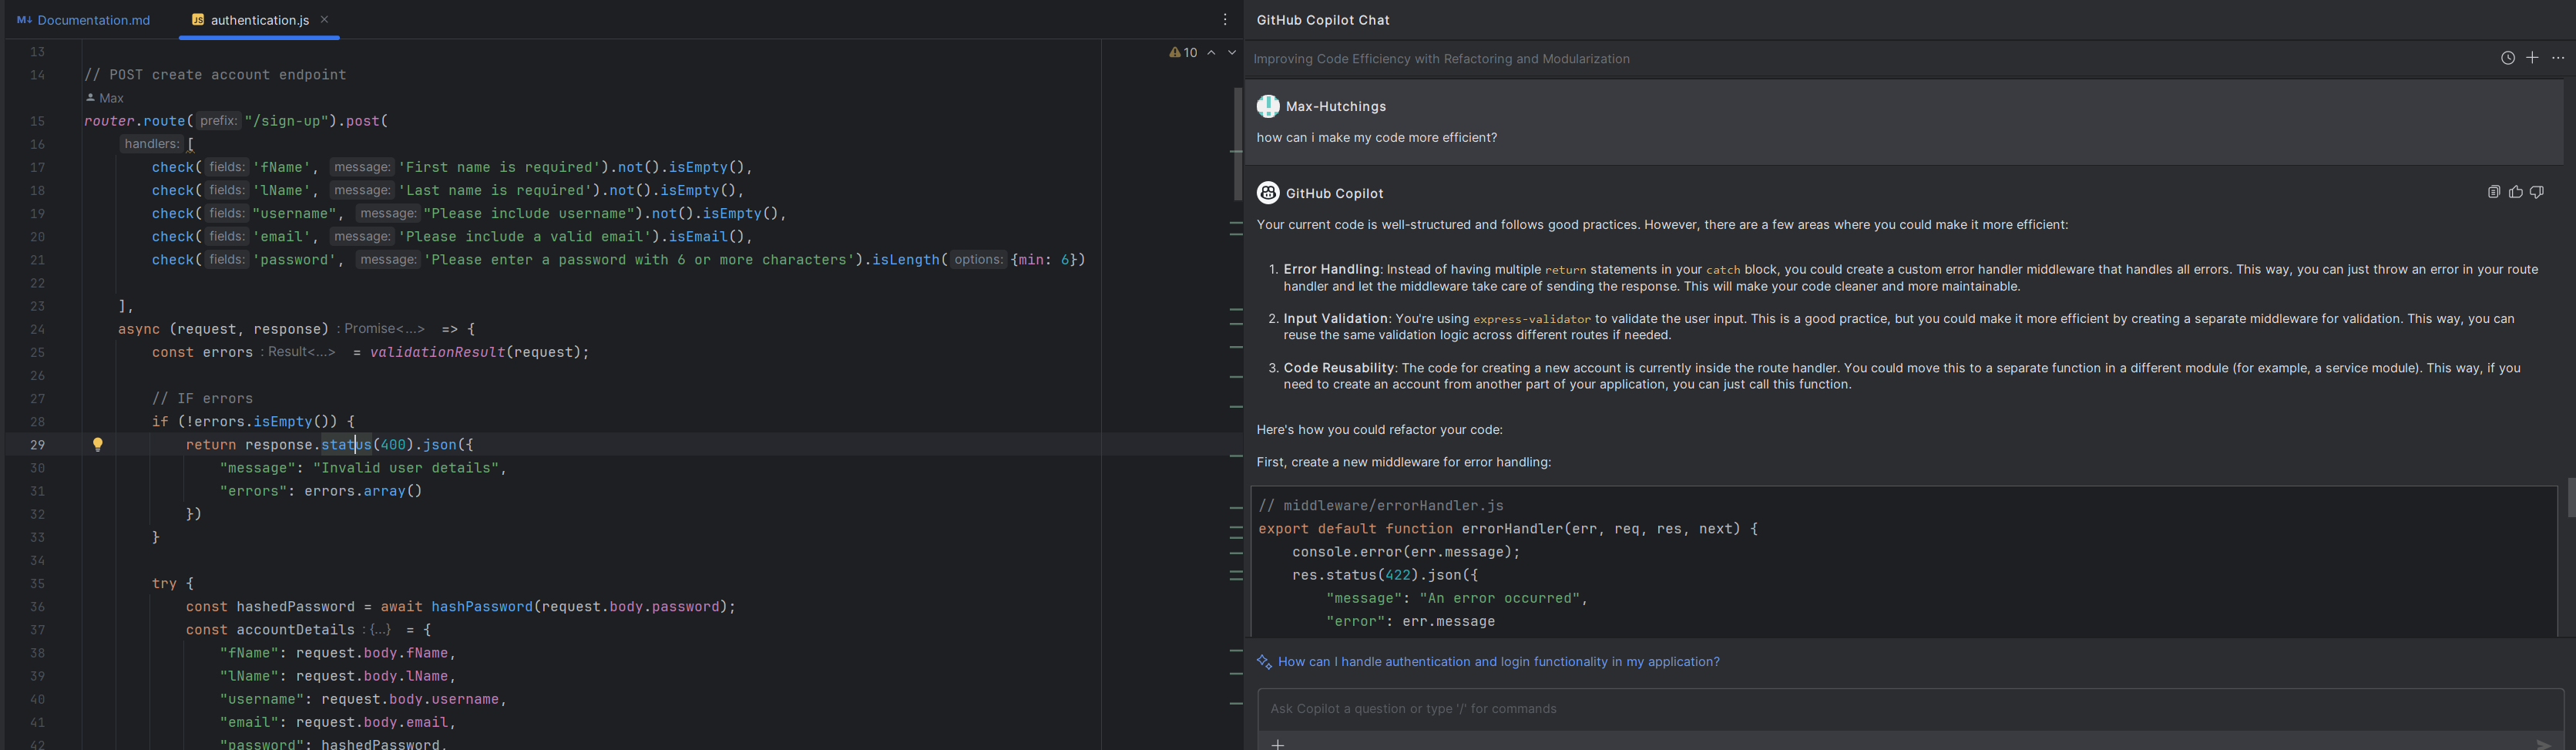 M↓ Documentation.md
JS authentication.js ×
10
13
14 // POST create account endpoint
Max
15 router.route( prefix: "/sign-up").post(
16 handlers: [
17 check( fields: 'fName', message: 'First name is required').not().isEmpty(),
18 check( fields: 'lName', message: 'Last name is required').not().isEmpty(),
19 check( fields: "username", message: "Please include username").not().isEmpty(),
20 check( fields: 'email', message: 'Please include a valid email').isEmail(),
21 check( fields: 'password', message: 'Please enter a password with 6 or more characters').isLength( options: {min: 6})
22
23 ],
24 async (request, response) : Promise<...> => {
25 const errors : Result<...> = validationResult(request);
26
27 // IF errors
28 if (!errors.isEmpty()) {
29 return response.status(400).json({
30 "message": "Invalid user details",
31 "errors": errors.array()
32 })
33 }
34
35 try {
36 const hashedPassword = await hashPassword(request.body.password);
37 const accountDetails : {...} = {
38 "fName": request.body.fName,
39 "lName": request.body.lName,
40 "username": request.body.username,
41 "email": request.body.email,
42 "password": hashedPassword,
GitHub Copilot Chat
Improving Code Efficiency with Refactoring and Modularization
Max-Hutchings
how can i make my code more efficient?
GitHub Copilot
Your current code is well-structured and follows good practices. However, there are a few areas where you could make it more efficient:
1. Error Handling: Instead of having multiple return statements in your catch block, you could create a custom error handler middleware that handles all errors. This way, you can just throw an error in your route
handler and let the middleware take care of sending the response. This will make your code cleaner and more maintainable.
2. Input Validation: You're using express-validator to validate the user input. This is a good practice, but you could make it more efficient by creating a separate middleware for validation. This way, you can
reuse the same validation logic across different routes if needed.
3. Code Reusability: The code for creating a new account is currently inside the route handler. You could move this to a separate function in a different module (for example, a service module). This way, if you
need to create an account from another part of your application, you can just call this function.
Here's how you could refactor your code:
First, create a new middleware for error handling:
// middleware/errorHandler.js
export default function errorHandler(err, req, res, next) {
console.error(err.message);
res.status(422).json({
"message": "An error occurred",
"error": err.message
How can I handle authentication and login functionality in my application?
Ask Copilot a question or type '/' for commands